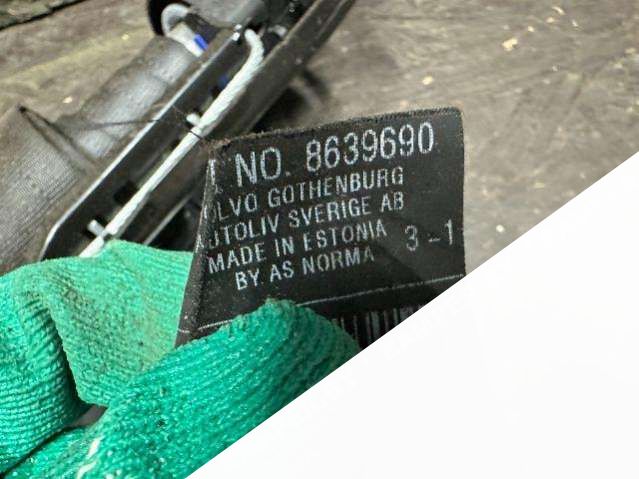 NO. 8639690
OLVO GOTHENBURG
UTOLIV SVERIGE AB
MADE IN ESTONIA 3-1
BY AS NORMA